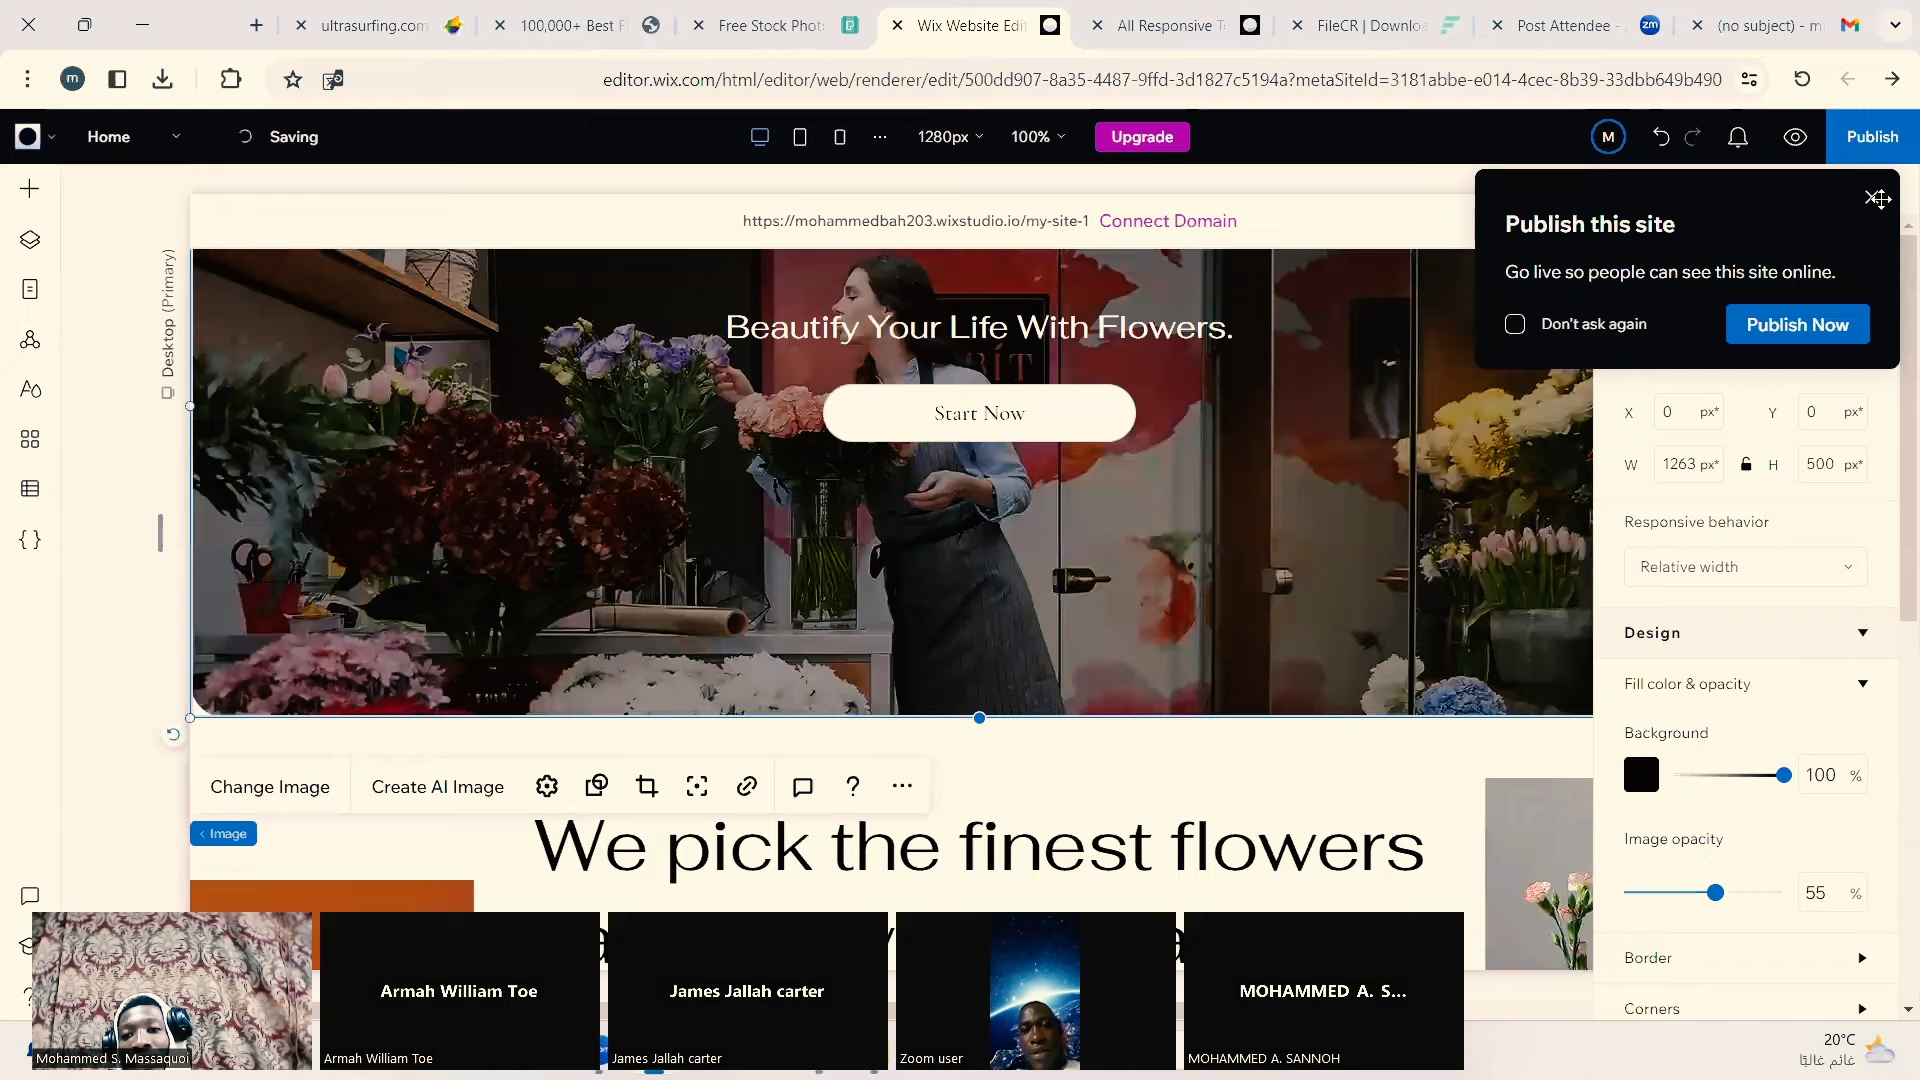 ultrasurfing.com
100,000+ Best F
Free Stock Phot
Wix Website Edit
All Responsive T
FileCR | Downlo
Post Attendee -
(no subject) - m
m
editor.wix.com/html/editor/web/renderer/edit/500dd907-8a35-4487-9ffd-3d1827c5194a?metaSiteId=3181abbe-e014-4cec-8b39-33dbb649b490
Home
Saving
1280px
100%
Upgrade
M
Publish
https://mohammedbah203.wixstudio.io/my-site-1 Connect Domain
Publish this site
Go live so people can see this site online.
Don't ask again
Publish Now
Desktop (Primary)
Beautify Your Life With Flowers.
Start Now
X 0 px* Y 0 px*
W 1263 px* H 500 px*
Responsive behavior
Relative width
Design
Fill color & opacity
Background
100 %
Image opacity
55 %
Border
Corners
Change Image
Create AI Image
< Image
We pick the finest flowers
Mohammed S. Massaquoi
Armah William Toe
Armah William Toe
James Jallah carter
James Jallah carter
Zoom user
MOHAMMED A. S...
MOHAMMED A. SANNOH
20°C
غائم غالبًا